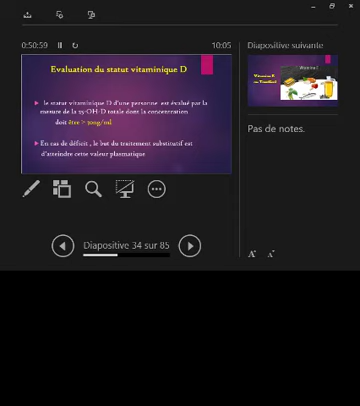 0:50:59
10:05
Diapositive suivante
Evaluation du statut vitaminique D
le statut vitaminique D d'une personne est évalué par la
mesure de la 25-OH-D totale dont la concentration
doit être > 30ng/ml
En cas de déficit, le but du traitement substitutif est
d'atteindre cette valeur plasmatique
Pas de notes.
Diapositive 34 sur 85
A A